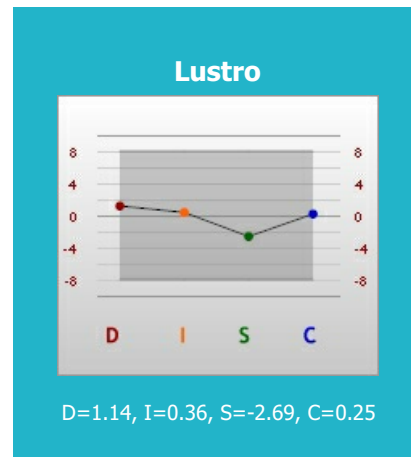 Lustro
8 8
4 4
0 0
-4 -4
-8 -8
D I S C
D=1.14, I=0.36, S=-2.69, C=0.25